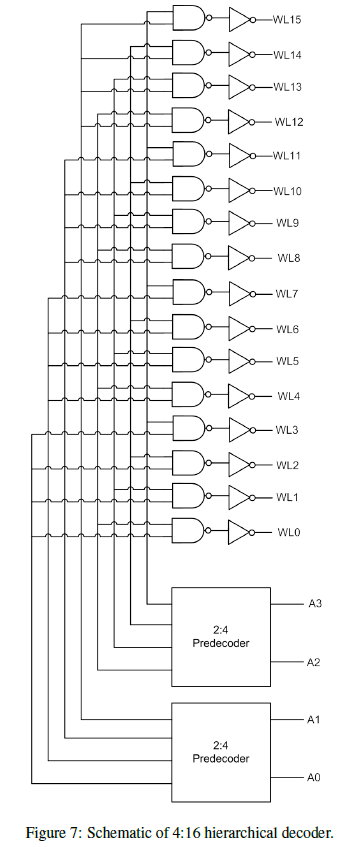 WL15
WL14
WL13
WL12
WL11
WL10
WL9
WL8
WL7
WL6
WL5
WL4
WL3
WL2
WL1
WL0
A3
2:4
Predecoder
A2
A1
2:4
Predecoder
A0
Figure 7: Schematic of 4:16 hierarchical decoder.